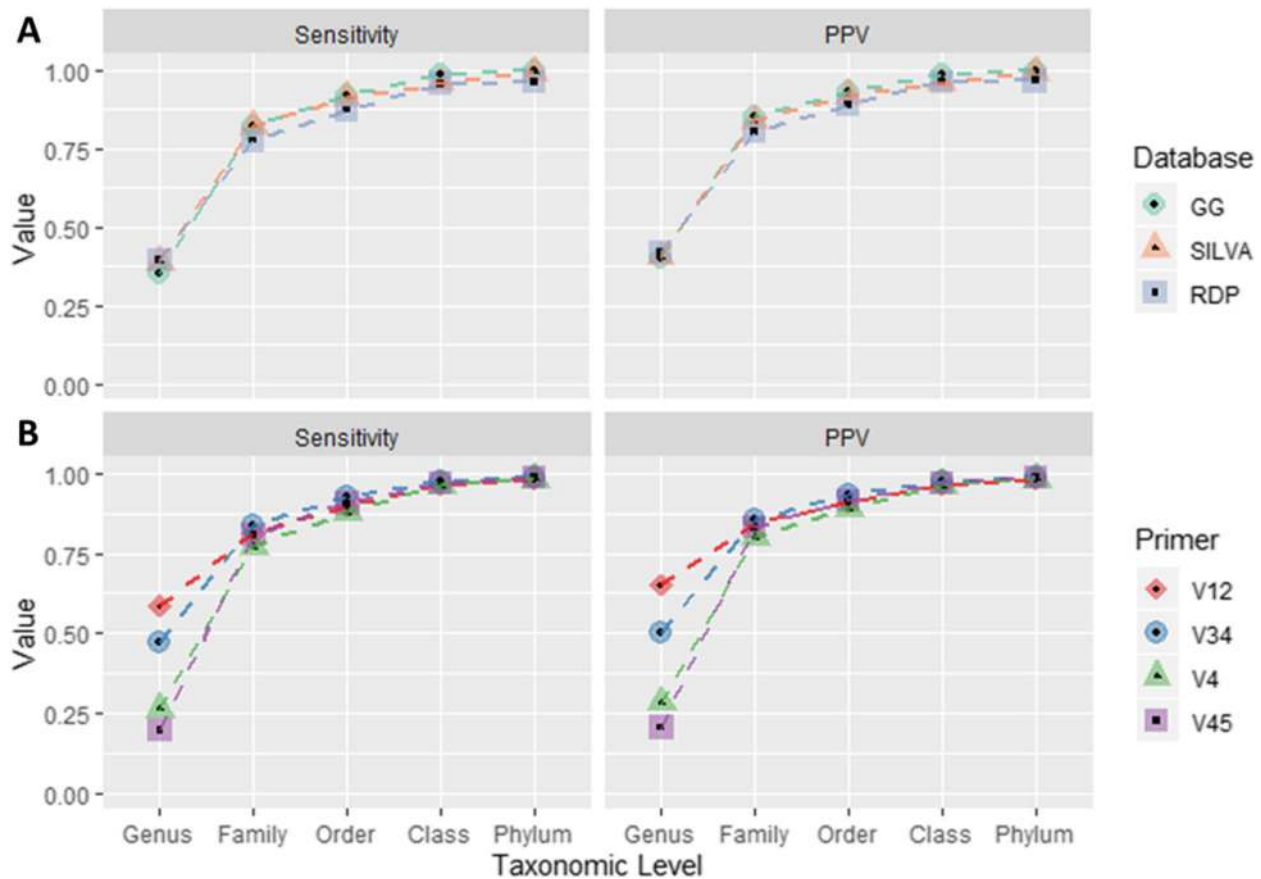 A
Sensitivity
PPV
1.00
0.75
0.50
0.25
0.00
Value
Database
GG
SILVA
RDP
B
Sensitivity
PPV
1.00
0.75
0.50
0.25
0.00
Value
Primer
V12
V34
V4
V45
Genus Family Order Class Phylum
Genus Family Order Class Phylum
Taxonomic Level